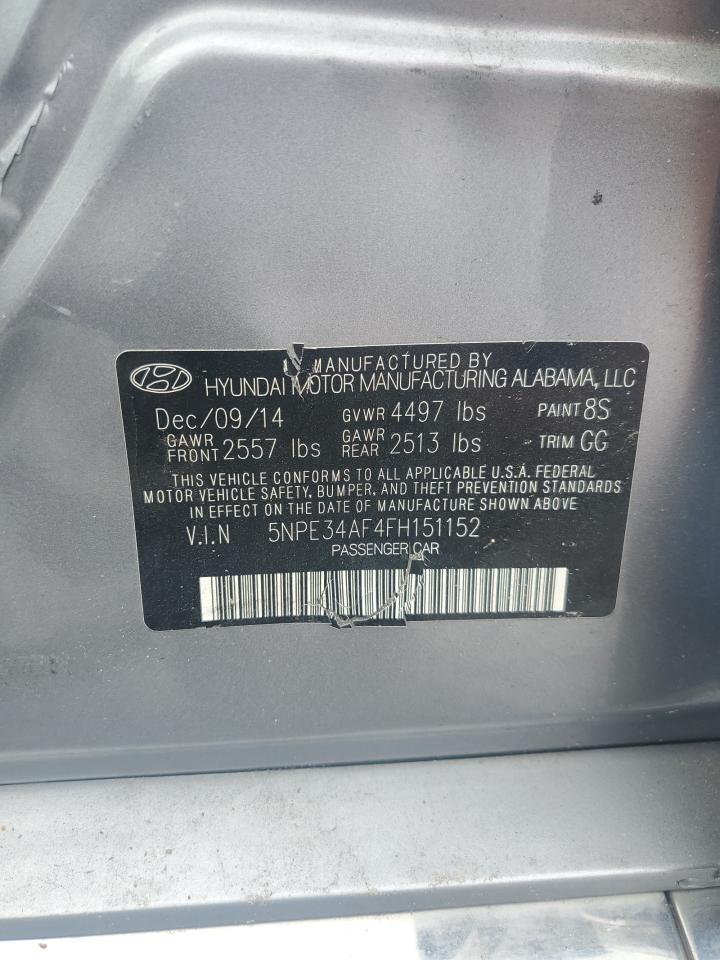 MANUFACTURED BY
HYUNDAI MOTOR MANUFACTURING ALABAMA, LLC
Dec/09/14 GVWR 4497 lbs PAINT 8S
GAWR FRONT 2557 lbs GAWR REAR 2513 lbs TRIM GG
THIS VEHICLE CONFORMS TO ALL APPLICABLE U.S.A. FEDERAL
MOTOR VEHICLE SAFETY, BUMPER, AND THEFT PREVENTION STANDARDS
IN EFFECT ON THE DATE OF MANUFACTURE SHOWN ABOVE
V.I.N 5NPE34AF4FH151152
PASSENGER CAR